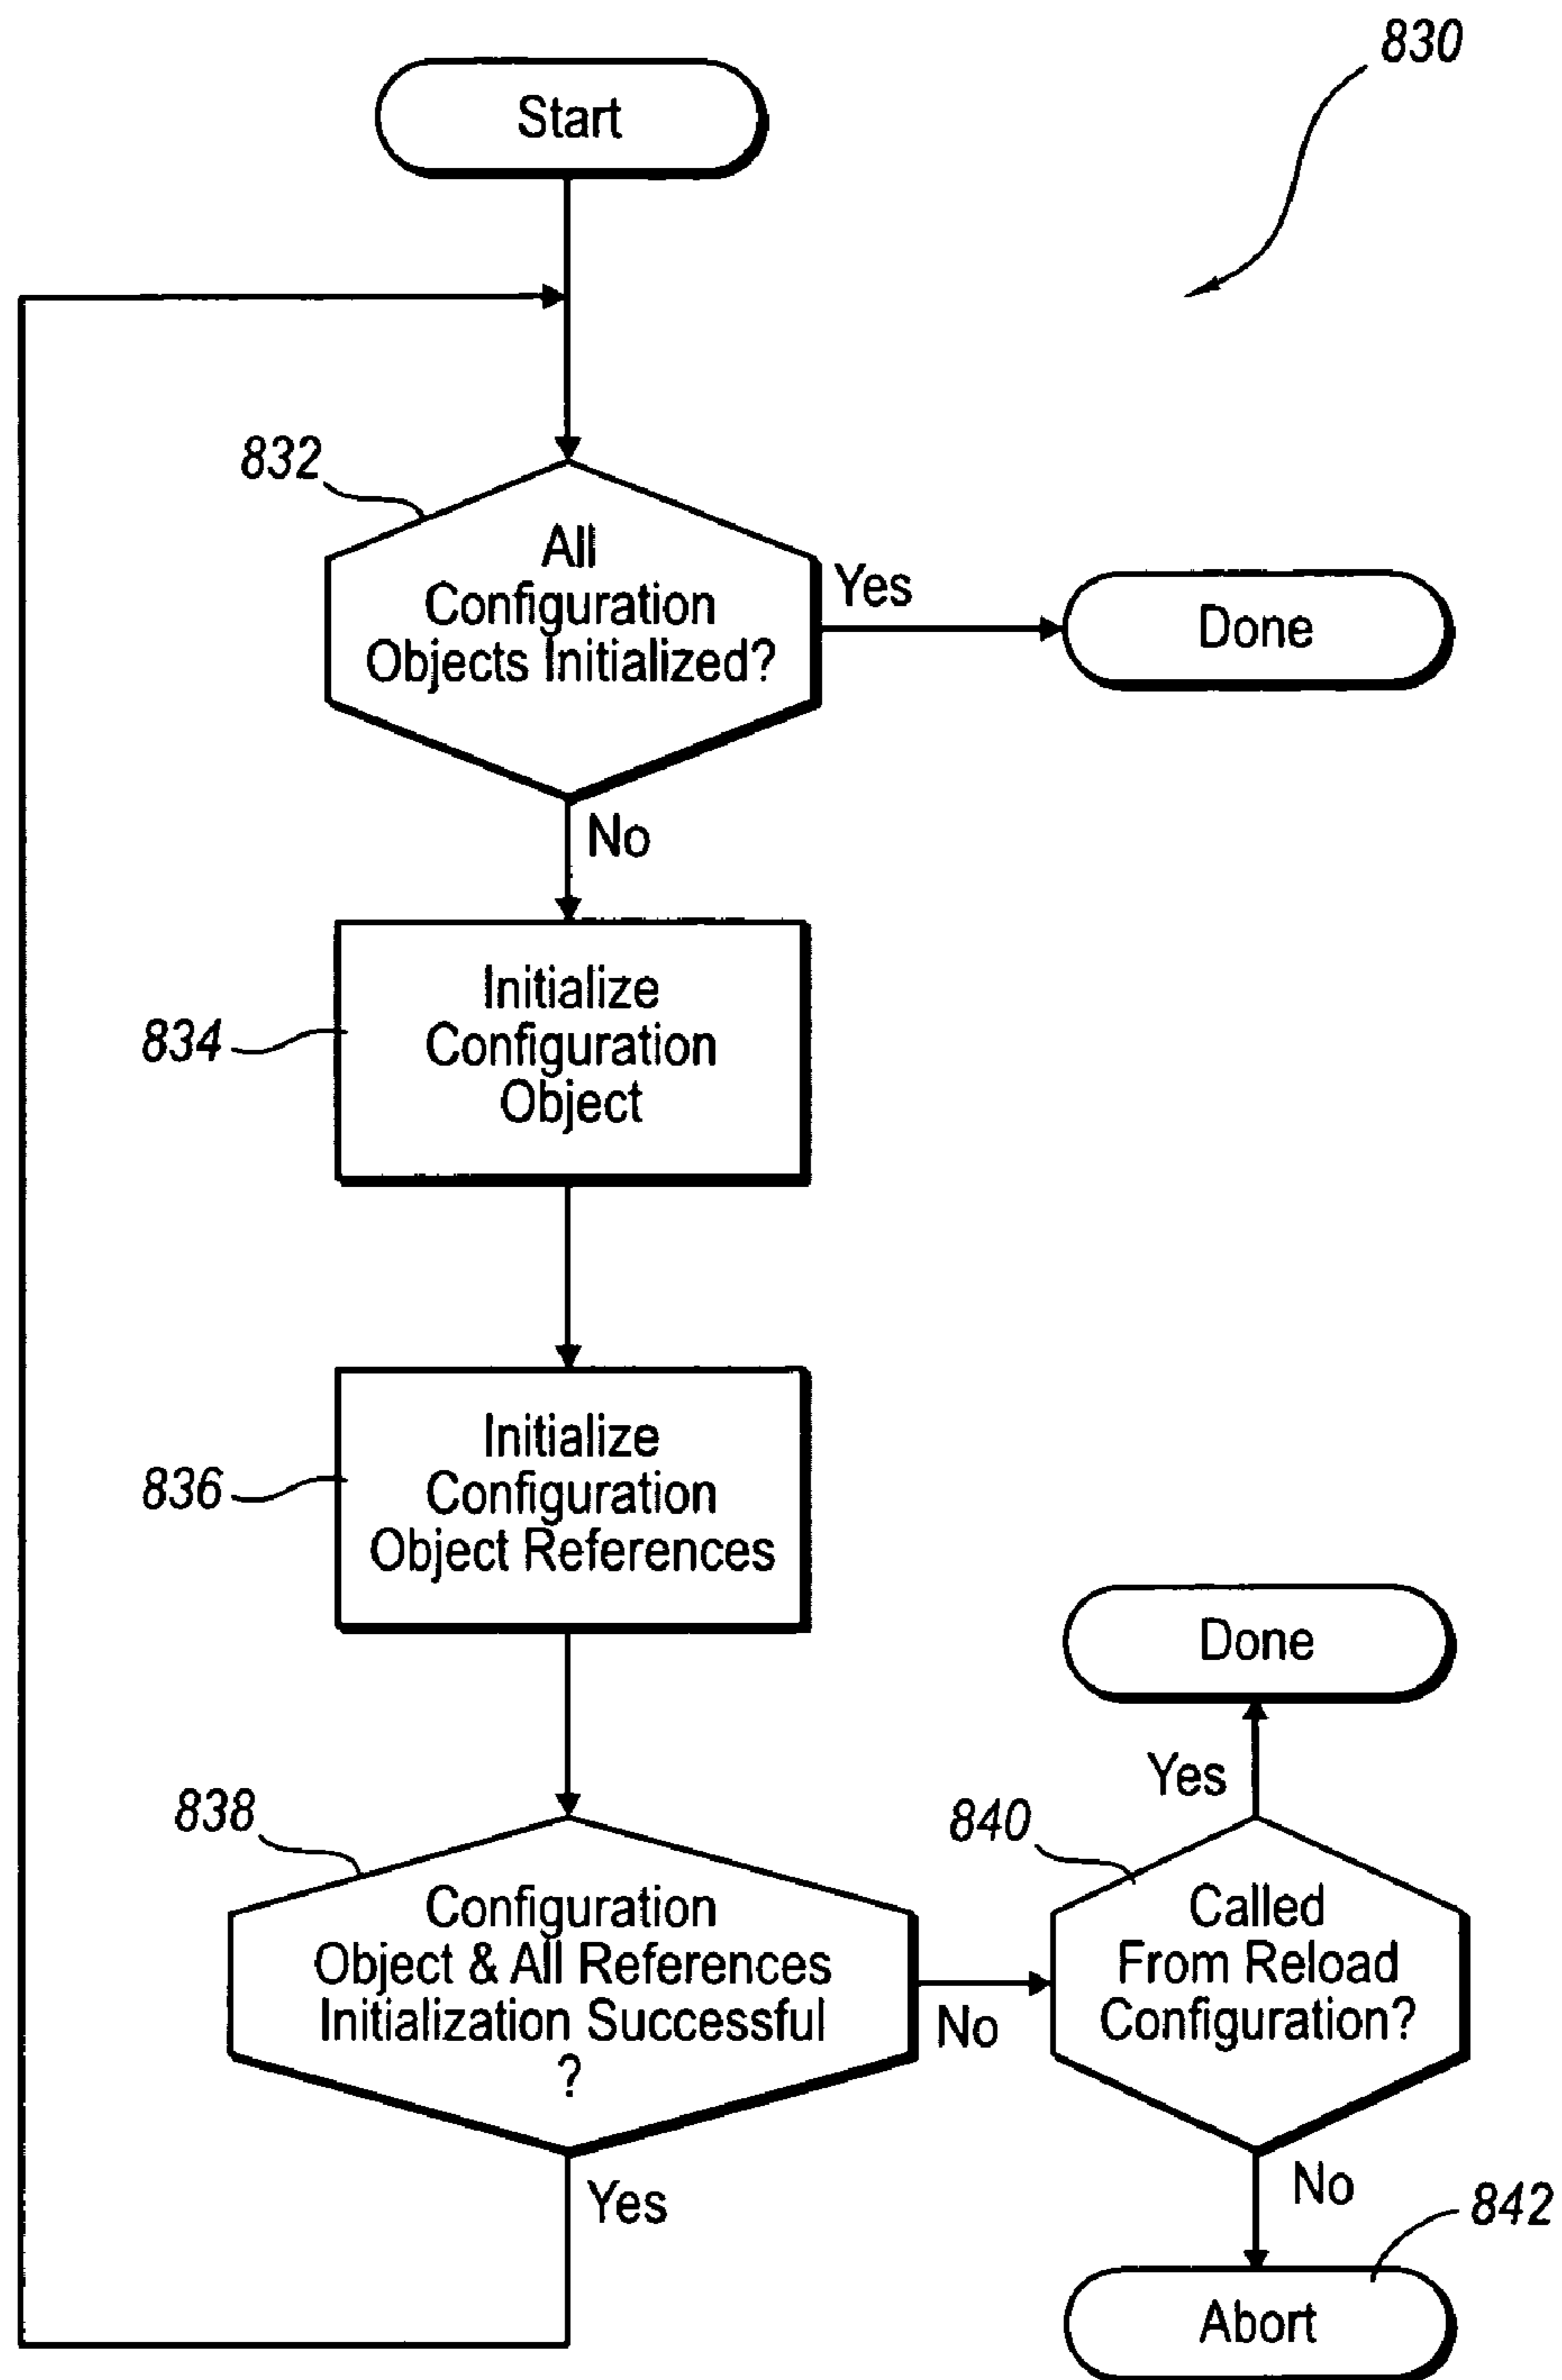 830
Start
832
All
Configuration
Objects Initialized?
Yes
Done
No
834
Initialize
Configuration
Object
836
Initialize
Configuration
Object References
Done
Yes
838
Configuration
Object & All References
Initialization Successful
?
No
840
Called
From Reload
Configuration?
Yes
No
842
Abort